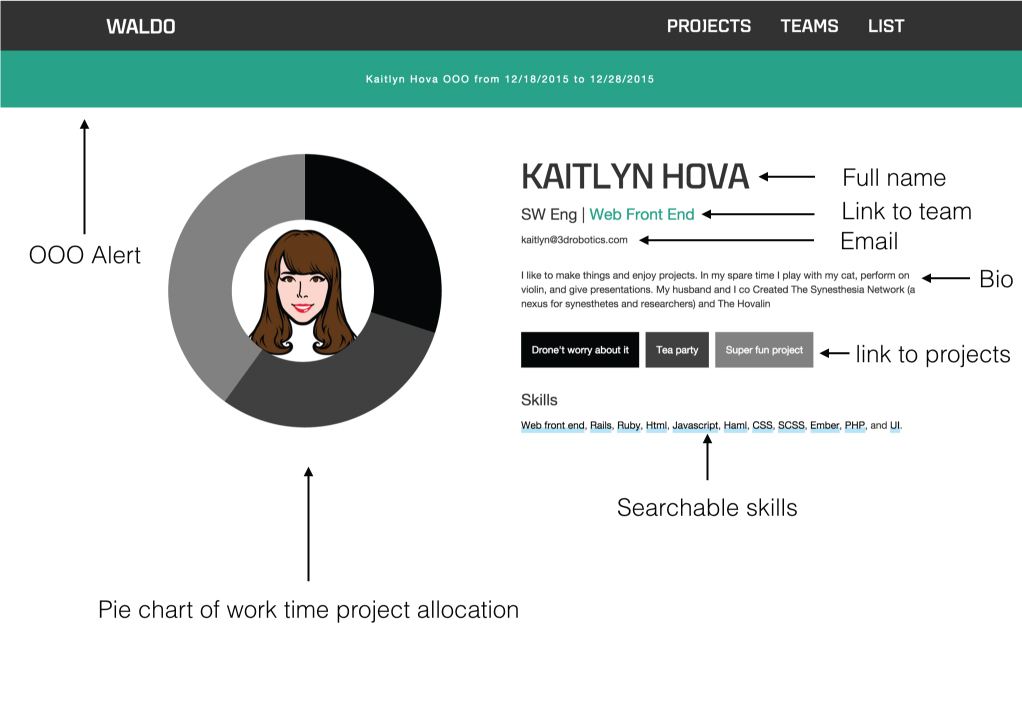 WALDO
PROJECTS TEAMS LIST
Kaitlyn Hova OOO from 12/18/2015 to 12/28/2015
OOO Alert
KAITLYN HOVA
Full name
SW Eng | Web Front End
Link to team
kaitlyn@3drobotics.com
Email
I like to make things and enjoy projects. In my spare time I play with my cat, perform on
violin, and give presentations. My husband and I co Created The Synesthesia Network (a
nexus for synesthetes and researchers) and The Hovalin
Bio
Drone't worry about it
Tea party
Super fun project
link to projects
Skills
Web front end, Rails, Ruby, Html, Javascript, Haml, CSS, SCSS, Ember, PHP, and UI.
Searchable skills
Pie chart of work time project allocation